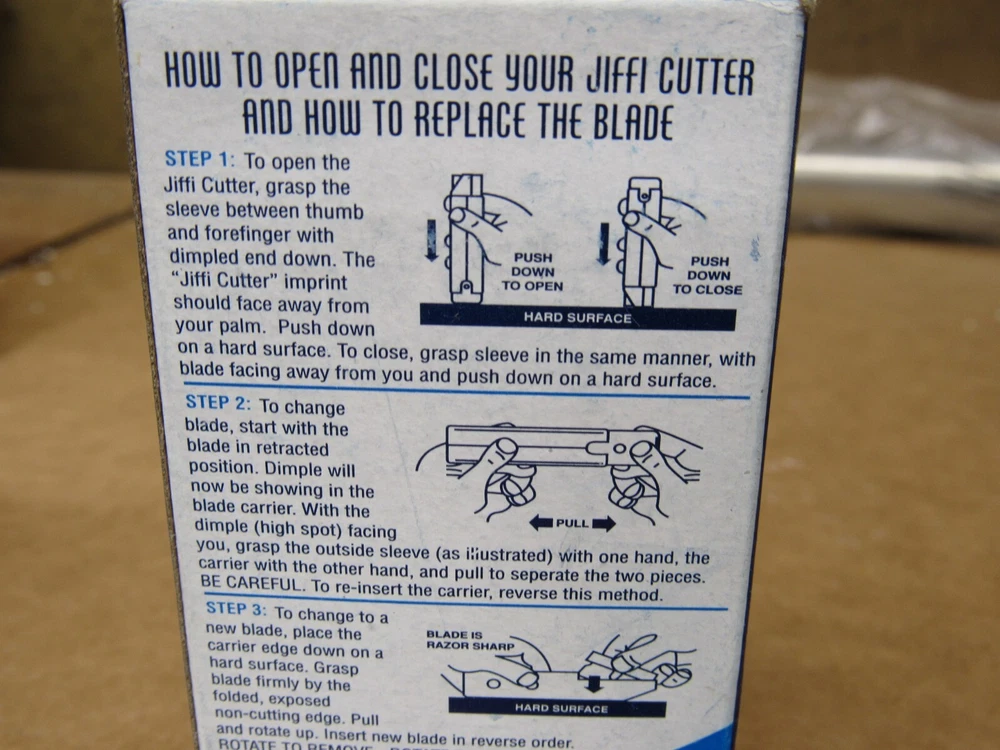 HOW TO OPEN AND CLOSE YOUR JIFFI CUTTER
AND HOW TO REPLACE THE BLADE
STEP 1: To open the
Jiffi Cutter, grasp the
sleeve between thumb
and forefinger with
dimpled end down. The
"Jiffi Cutter" imprint
should face away from
your palm. Push down
on a hard surface. To close, grasp sleeve in the same manner, with
blade facing away from you and push down on a hard surface.
PUSH
DOWN
TO OPEN
PUSH
DOWN
TO CLOSE
HARD SURFACE
STEP 2: To change
blade, start with the
blade in retracted
position. Dimple will
now be showing in the
blade carrier. With the
dimple (high spot) facing
you, grasp the outside sleeve (as illustrated) with one hand, the
carrier with the other hand, and pull to seperate the two pieces.
BE CAREFUL. To re-insert the carrier, reverse this method.
PULL
STEP 3: To change to a
new blade, place the
carrier edge down on a
hard surface. Grasp
blade firmly by the
folded, exposed
non-cutting edge. Pull
and rotate up. Insert new blade in reverse order.
ROTATE TO REMOVE
BLADE IS
RAZOR SHARP
HARD SURFACE